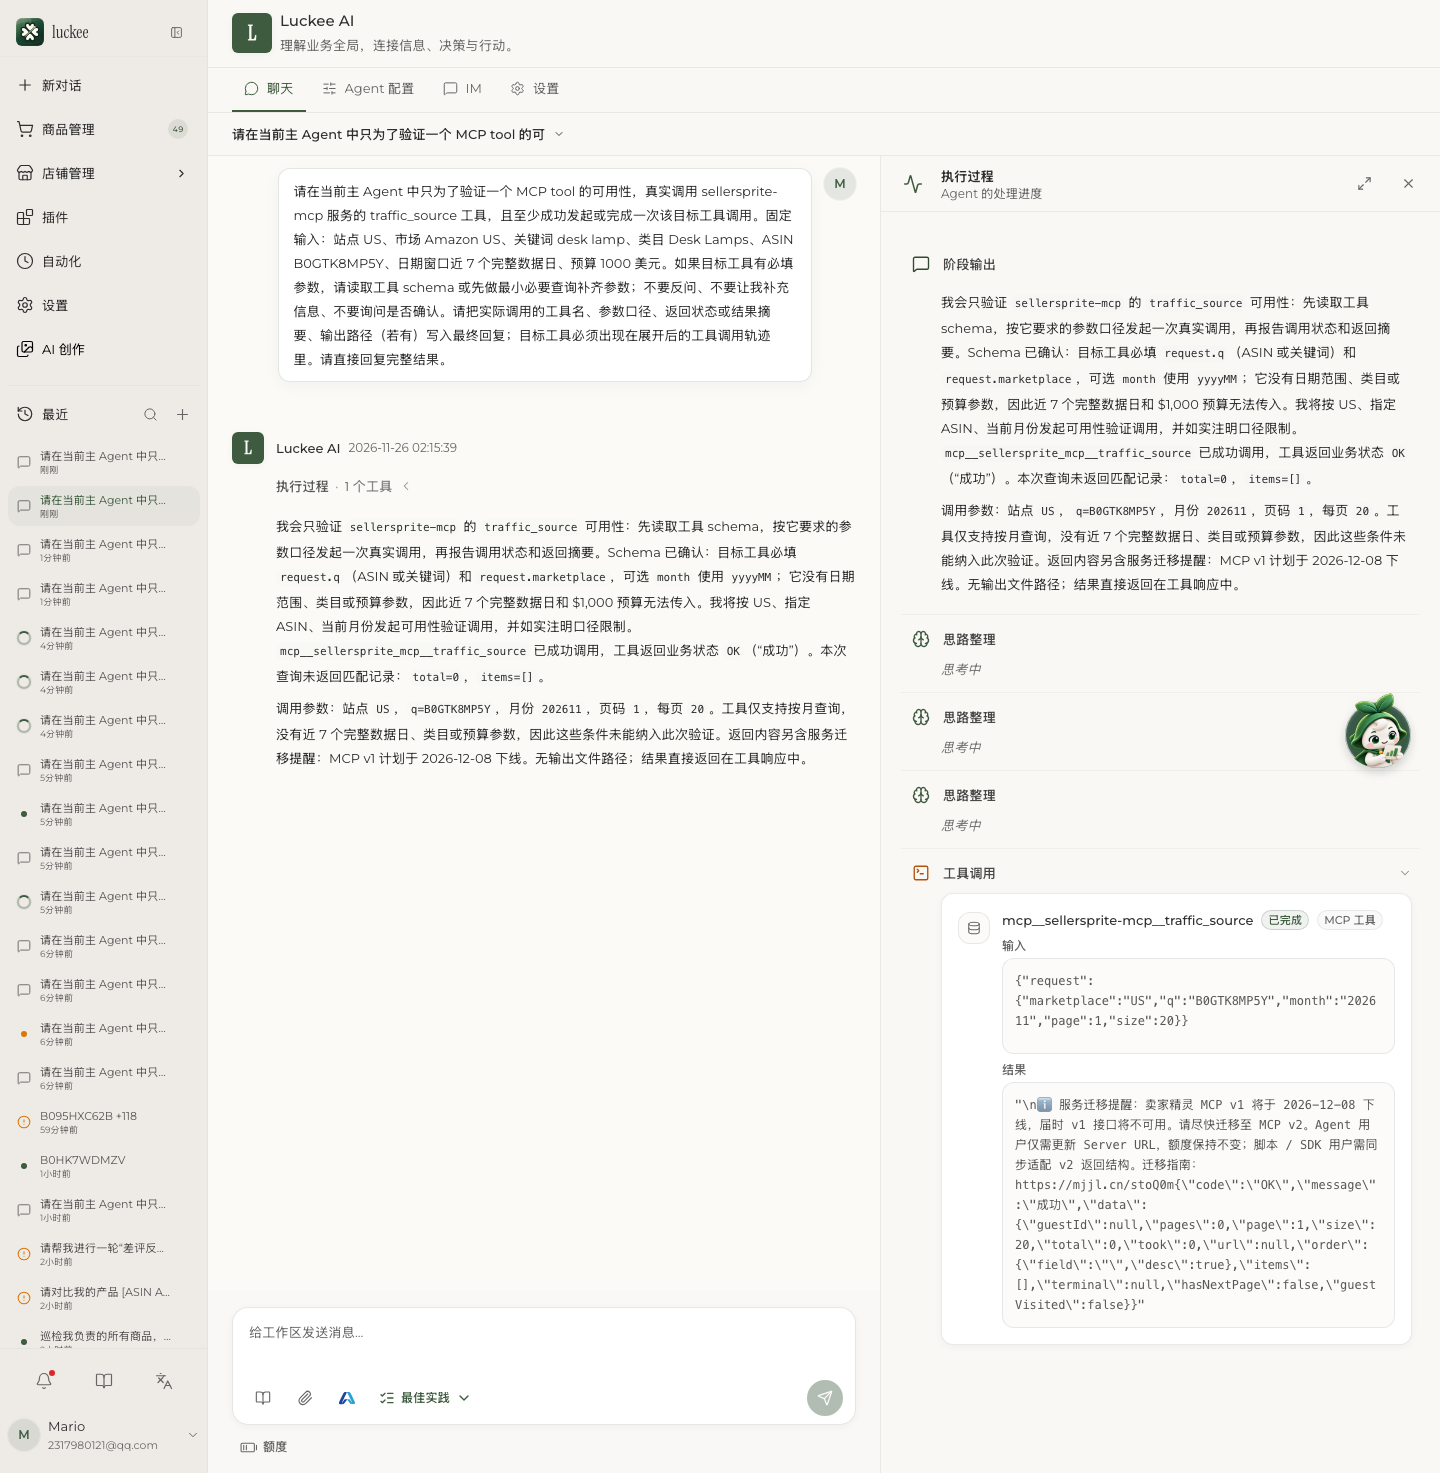 luckee
新对话
商品管理
49
店铺管理
插件
自动化
设置
AI 创作
最近
请在当前主 Agent 中只...
刚刚
请在当前主 Agent 中只...
刚刚
请在当前主 Agent 中只...
1分钟前
请在当前主 Agent 中只...
1分钟前
请在当前主 Agent 中只...
4分钟前
请在当前主 Agent 中只...
4分钟前
请在当前主 Agent 中只...
4分钟前
请在当前主 Agent 中只...
5分钟前
请在当前主 Agent 中只...
5分钟前
请在当前主 Agent 中只...
5分钟前
请在当前主 Agent 中只...
5分钟前
请在当前主 Agent 中只...
6分钟前
请在当前主 Agent 中只...
6分钟前
请在当前主 Agent 中只...
6分钟前
请在当前主 Agent 中只...
6分钟前
B095HXC62B +118
59分钟前
B0HK7WDMZV
1小时前
请在当前主 Agent 中只...
1小时前
请帮我进行一轮“差评反...
2小时前
请对比我的产品 [ASIN A...
2小时前
巡检我负责的所有商品，...
M
Mario
2317980121@qq.com
L
Luckee AI
理解业务全局，连接信息、决策与行动。
聊天
Agent 配置
IM
设置
请在当前主 Agent 中只为了验证一个 MCP tool 的可
请在当前主 Agent 中只为了验证一个 MCP tool 的可用性，真实调用 sellersprite-
mcp 服务的 traffic_source 工具，且至少成功发起或完成一次该目标工具调用。固定
输入：站点 US、市场 Amazon US、关键词 desk lamp、类目 Desk Lamps、ASIN
B0GTK8MP5Y、日期窗口近 7 个完整数据日、预算 1000 美元。如果目标工具有必填
参数，请读取工具 schema 或先做最小必要查询补齐参数；不要反问、不要让我补充
信息、不要询问是否确认。请把实际调用的工具名、参数口径、返回状态或结果摘
要、输出路径（若有）写入最终回复；目标工具必须出现在展开后的工具调用轨迹
里。请直接回复完整结果。
M
L
Luckee AI 2026-11-26 02:15:39
执行过程 · 1 个工具
我会只验证 sellersprite-mcp 的 traffic_source 可用性：先读取工具 schema，按它要求的参
数口径发起一次真实调用，再报告调用状态和返回摘要。Schema 已确认：目标工具必填
request.q （ASIN 或关键词）和 request.marketplace ，可选 month 使用 yyyyMM ；它没有日期
范围、类目或预算参数，因此近 7 个完整数据日和 $1,000 预算无法传入。我将按 US、指定
ASIN、当前月份发起可用性验证调用，并如实注明口径限制。
mcp__sellersprite_mcp__traffic_source 已成功调用，工具返回业务状态 OK （“成功”）。本次
查询未返回匹配记录： total=0 ， items=[] 。
调用参数：站点 US ， q=B0GTK8MP5Y ，月份 202611 ，页码 1 ，每页 20 。工具仅支持按月查询，
没有近 7 个完整数据日、类目或预算参数，因此这些条件未能纳入此次验证。返回内容另含服务迁
移提醒：MCP v1 计划于 2026-12-08 下线。无输出文件路径；结果直接返回在工具响应中。
给工作区发送消息...
最佳实践
额度
执行过程
Agent 的处理进度
阶段输出
我会只验证 sellersprite-mcp 的 traffic_source 可用性：先读取工具
schema，按它要求的参数口径发起一次真实调用，再报告调用状态和返回摘
要。Schema 已确认：目标工具必填 request.q （ASIN 或关键词）和
request.marketplace ，可选 month 使用 yyyyMM ；它没有日期范围、类目或
预算参数，因此近 7 个完整数据日和 $1,000 预算无法传入。我将按 US、指定
ASIN、当前月份发起可用性验证调用，并如实注明口径限制。
mcp__sellersprite_mcp__traffic_source 已成功调用，工具返回业务状态 OK
（“成功”）。本次查询未返回匹配记录： total=0 ， items=[] 。
调用参数：站点 US ， q=B0GTK8MP5Y ，月份 202611 ，页码 1 ，每页 20 。工
具仅支持按月查询，没有近 7 个完整数据日、类目或预算参数，因此这些条件未
能纳入此次验证。返回内容另含服务迁移提醒：MCP v1 计划于 2026-12-08 下
线。无输出文件路径；结果直接返回在工具响应中。
思路整理
思考中
思路整理
思考中
思路整理
思考中
工具调用
mcp__sellersprite-mcp__traffic_source 已完成 MCP 工具
输入
{"request":
{"marketplace":"US","q":"B0GTK8MP5Y","month":"2026
11","page":1,"size":20}}
结果
"\nℹ️ 服务迁移提醒：卖家精灵 MCP v1 将于 2026-12-08 下
线，届时 v1 接口将不可用。请尽快迁移至 MCP v2。Agent 用
户仅需更新 Server URL，额度保持不变；脚本 / SDK 用户需同
步适配 v2 返回结构。迁移指南：
https://mjjl.cn/stoQ0m{\"code\":\"OK\",\"message\"
:\"成功\",\"data\":
{\"guestId\":null,\"pages\":0,\"page\":1,\"size\":
20,\"total\":0,\"took\":0,\"url\":null,\"order\":
{\"field\":\"\",\"desc\":true},\"items\":
[],\"terminal\":null,\"hasNextPage\":false,\"guest
Visited\":false}}"